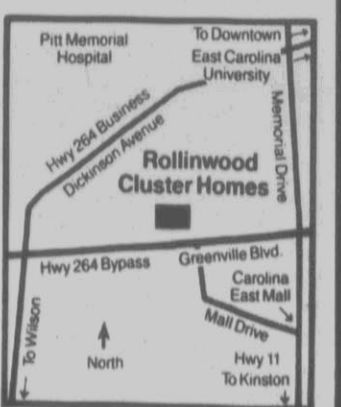 Pitt Memorial
Hospital
To Downtown
East Carolina
University
Hwy 264 Business
Dickinson Avenue
Memorial Drive
Rollinwood
Cluster Homes
Hwy 264 Bypass
Greenville Blvd.
Carolina
East Mall
Mall Drive
To Wilson
North
Hwy 11
To Kinston